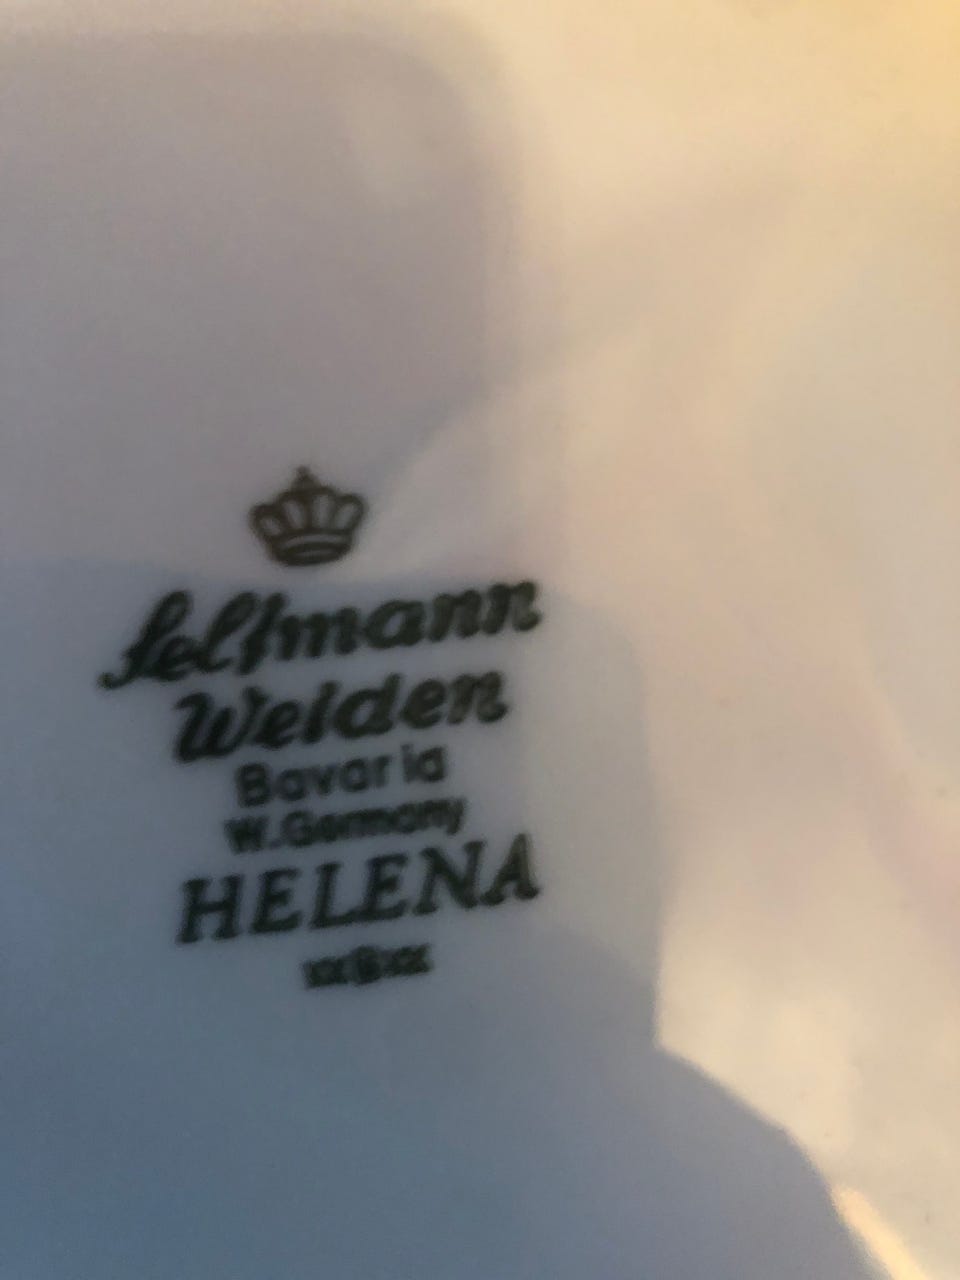 Seltmann
Weiden
Bavaria
W.Germany
HELENA